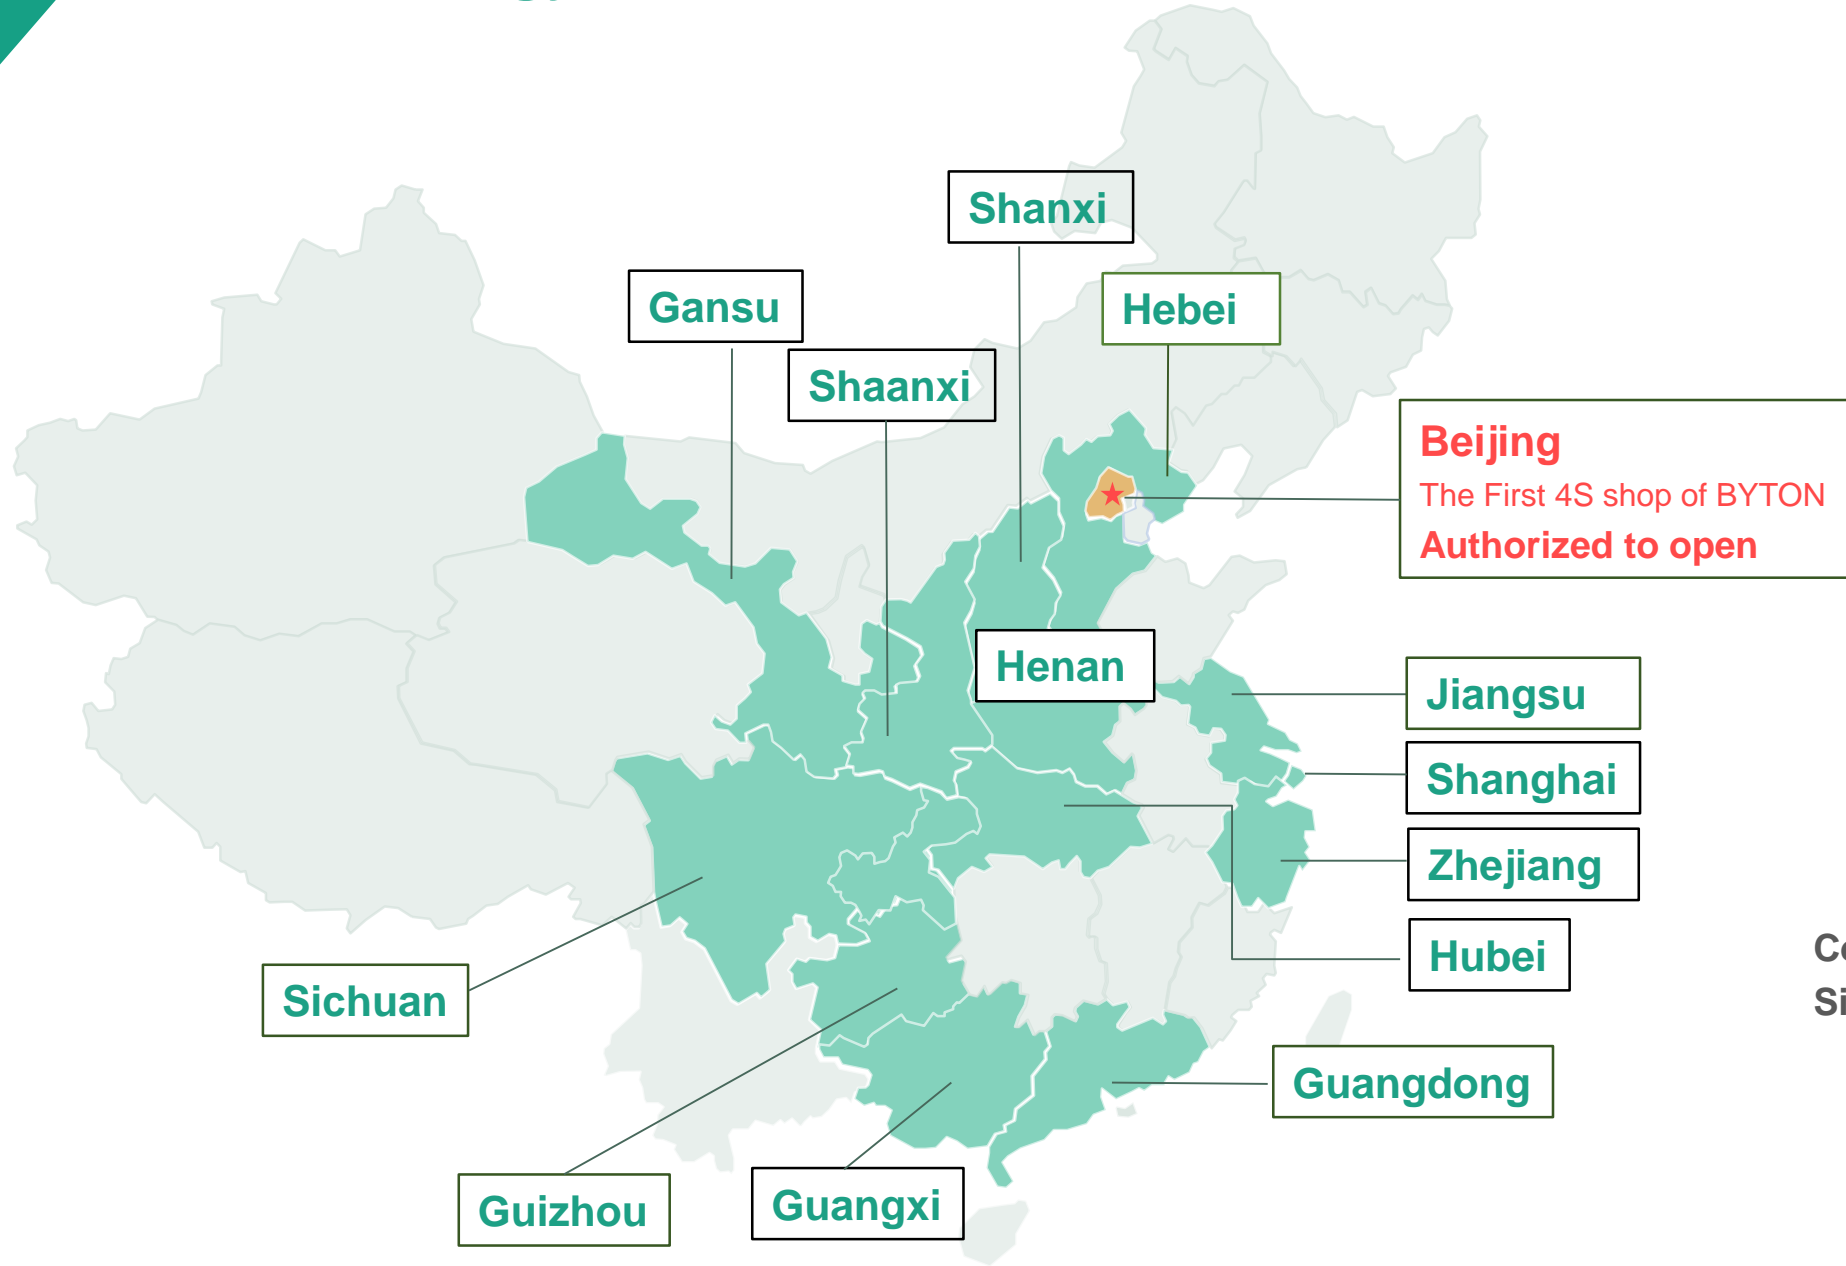 Shanxi
Gansu
Hebei
Shaanxi
Beijing
The First 4S shop of BYTON
Authorized to open
Henan
Jiangsu
Shanghai
Zhejiang
Hubei
Sichuan
Guangdong
Guizhou
Guangxi